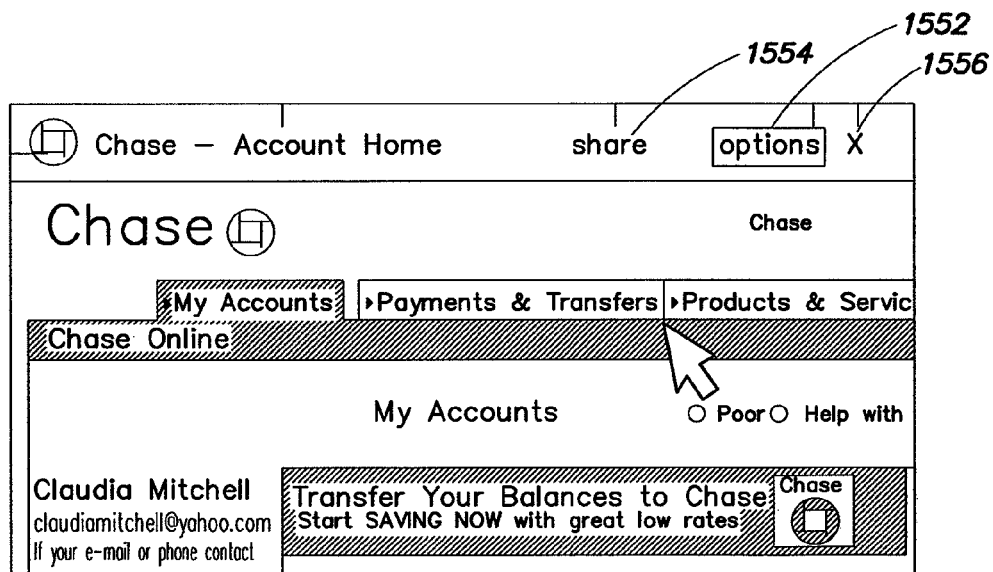 1552
1554
1556
Chase – Account Home share options X
Chase Chase
My Accounts Payments & Transfers Products & Servic
Chase Online
My Accounts Poor Help with
Claudia Mitchell
claudiamitchell@yahoo.com
If your e-mail or phone contact
Transfer Your Balances to Chase
Start SAVING NOW with great low rates
Chase